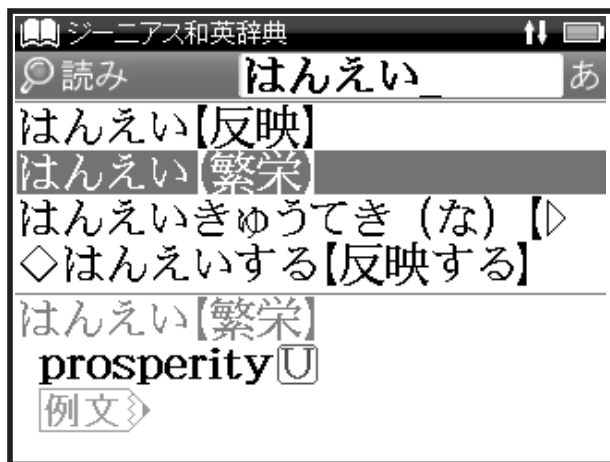 ジーニアス和英辞典
読み はんえい_ あ
はんえい【反映】
はんえい【繁栄】
はんえいきゅうてき（な）【▷
◇はんえいする【反映する】
はんえい【繁栄】
prosperity U
例文